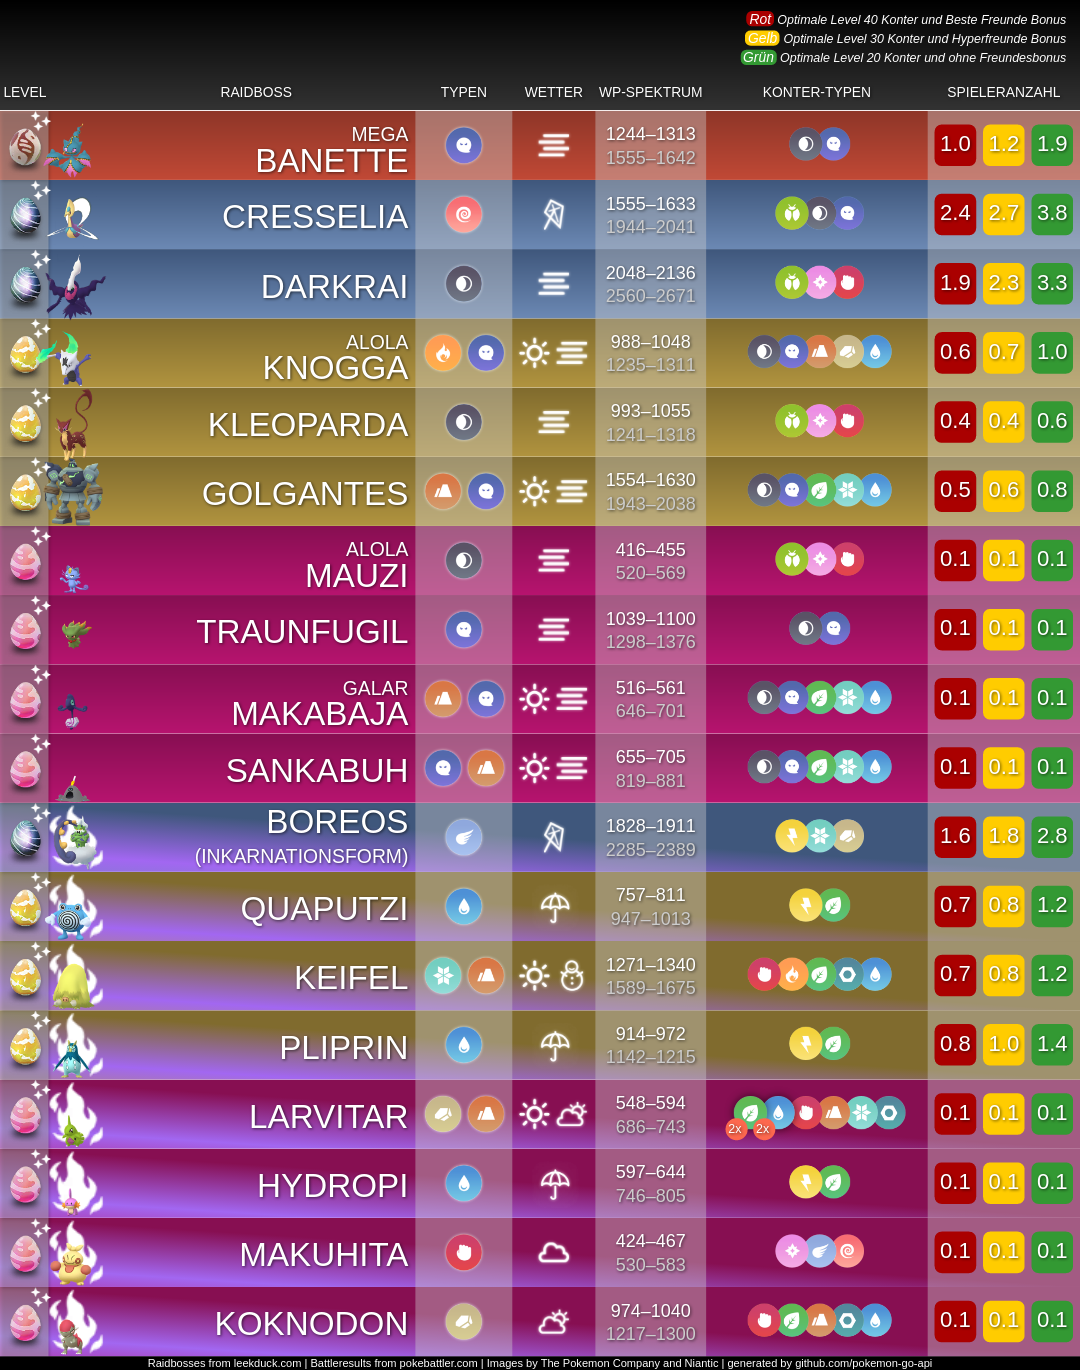 Rot Optimale Level 40 Konter und Beste Freunde Bonus
Gelb Optimale Level 30 Konter und Hyperfreunde Bonus
Grün Optimale Level 20 Konter und ohne Freundesbonus
LEVEL RAIDBOSS TYPEN WETTER WP-SPEKTRUM KONTER-TYPEN SPIELERANZAHL
MEGA
BANETTE
1244–1313
1555–1642
1.0 1.2 1.9
CRESSELIA
1555–1633
1944–2041
2.4 2.7 3.8
DARKRAI
2048–2136
2560–2671
1.9 2.3 3.3
ALOLA
KNOGGA
988–1048
1235–1311
0.6 0.7 1.0
KLEOPARDA
993–1055
1241–1318
0.4 0.4 0.6
GOLGANTES
1554–1630
1943–2038
0.5 0.6 0.8
ALOLA
MAUZI
416–455
520–569
0.1 0.1 0.1
TRAUNFUGIL
1039–1100
1298–1376
0.1 0.1 0.1
GALAR
MAKABAJA
516–561
646–701
0.1 0.1 0.1
SANKABUH
655–705
819–881
0.1 0.1 0.1
BOREOS
(INKARNATIONSFORM)
1828–1911
2285–2389
1.6 1.8 2.8
QUAPUTZI
757–811
947–1013
0.7 0.8 1.2
KEIFEL
1271–1340
1589–1675
0.7 0.8 1.2
PLIPRIN
914–972
1142–1215
0.8 1.0 1.4
LARVITAR
548–594
686–743
2x 2x
0.1 0.1 0.1
HYDROPI
597–644
746–805
0.1 0.1 0.1
MAKUHITA
424–467
530–583
0.1 0.1 0.1
KOKNODON
974–1040
1217–1300
0.1 0.1 0.1
Raidbosses from leekduck.com | Battleresults from pokebattler.com | Images by The Pokemon Company and Niantic | generated by github.com/pokemon-go-api